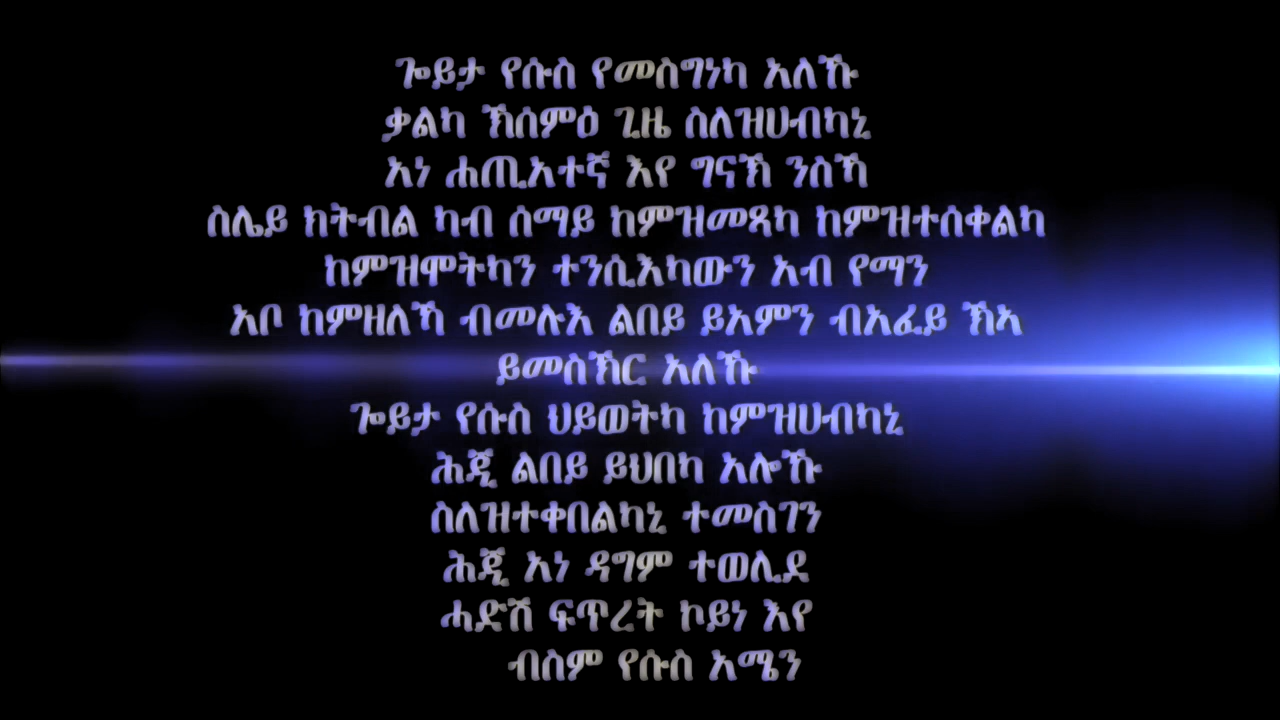 ጐይታ የሱስ የመስግነካ አለኹ
ቃልካ ኽሰምዕ ጊዜ ስለዝሀብካኒ
አነ ሐጢአተኛ እየ ግናኽ ንስኻ
ስሌይ ክትብል ካብ ሰማይ ከምዝመጻካ ከምዝተሰቀልካ
ከምዝሞትካን ተንሲእካውን አብ የማን
አቦ ከምዘለኻ ብመሉእ ልበይ ይአምን ብአፈይ ኽኣ
ይመስኽር አለኹ
ጐይታ የሱስ ህይወትካ ከምዝሀብካኒ
ሕጂ ልበይ ይህበካ አሎኹ
ስለዝተቀበልካኒ ተመስገን
ሕጂ አነ ዳግም ተወሊደ
ሓድሽ ፍጥረት ኮይነ እየ
ብስም የሱስ አሜን